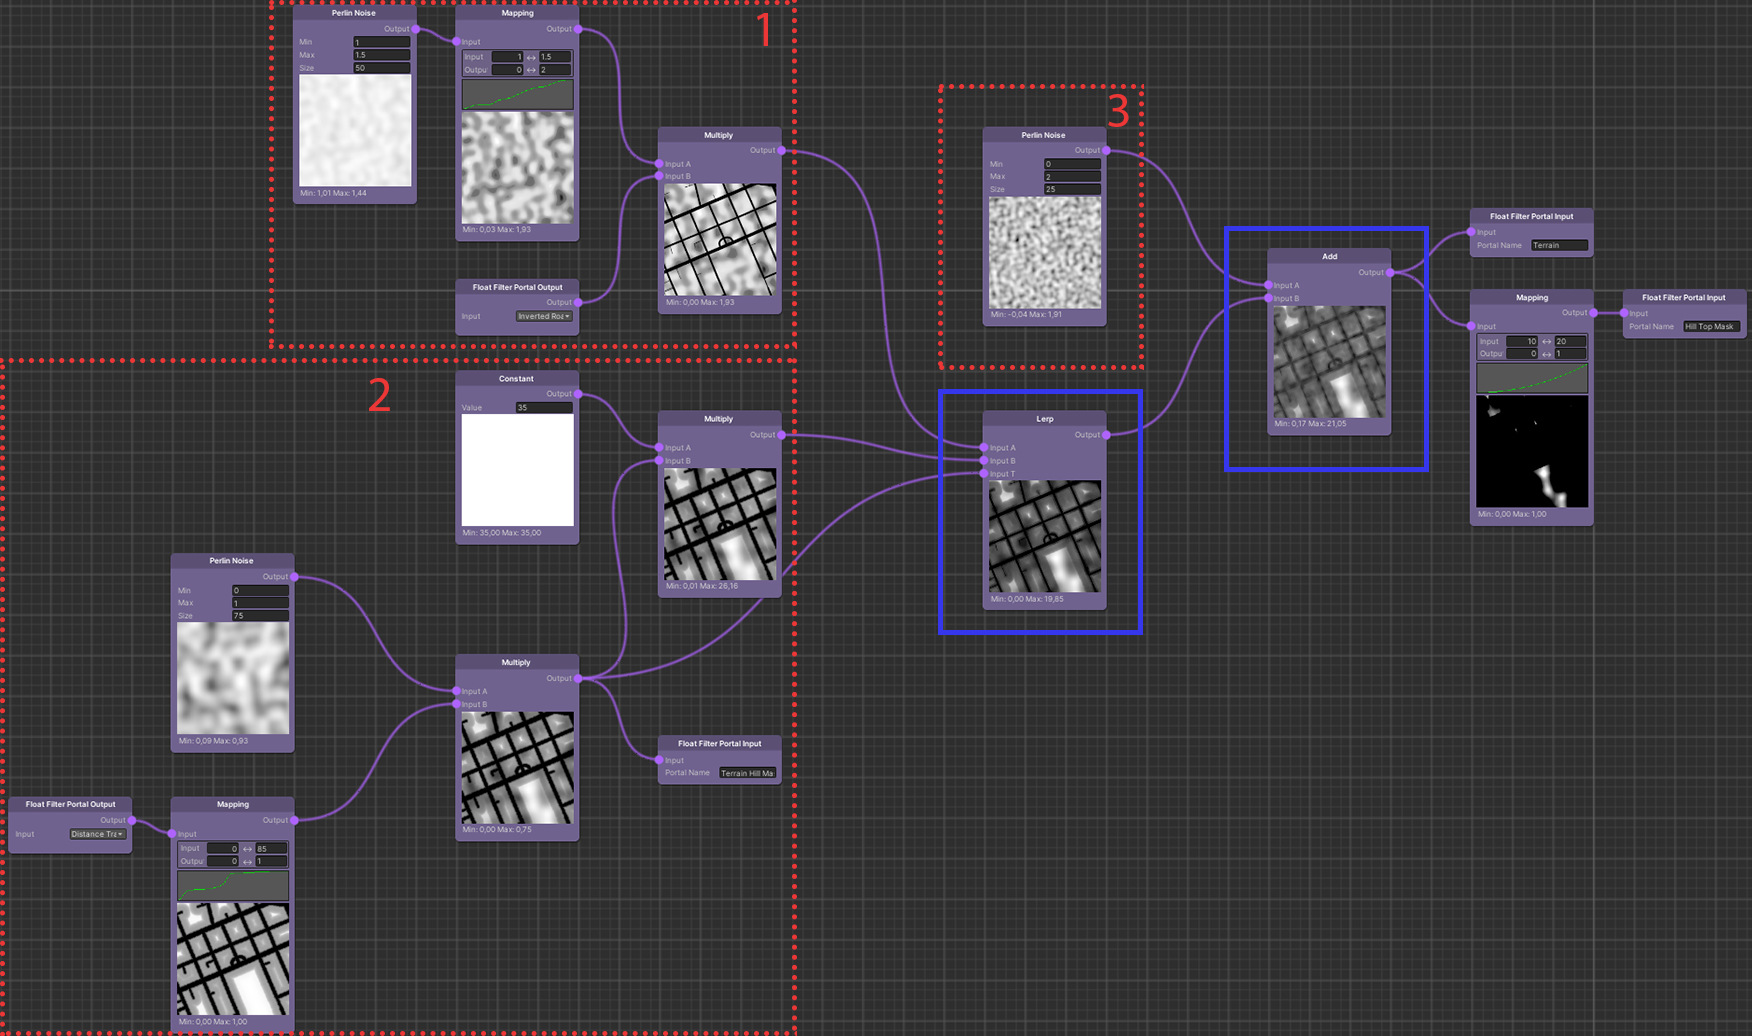 1
Perlin Noise
Output
Min 1
Max 1.5
Size 50
Min: 1,01 Max: 1,44
Mapping
Output
Input
Input 1 ↔ 1.5
Outpu 0 ↔ 2
Min: 0,03 Max: 1,93
Float Filter Portal Output
Output
Input Inverted Roa
Multiply
Output
Input A
Input B
Min: 0,00 Max: 1,93
2
Constant
Output
Value 35
Min: 35,00 Max: 35,00
Multiply
Output
Input A
Input B
Min: 0,01 Max: 26,16
Perlin Noise
Output
Min 0
Max 1
Size 75
Min: 0,09 Max: 0,93
Multiply
Output
Input A
Input B
Min: 0,00 Max: 0,75
Float Filter Portal Input
Input
Portal Name Terrain Hill Ma
Float Filter Portal Output
Output
Input Distance Tra
Mapping
Output
Input
Input 0 ↔ 85
Outpu 0 ↔ 1
Min: 0,00 Max: 1,00
3
Perlin Noise
Output
Min 0
Max 2
Size 25
Min: -0,04 Max: 1,91
Lerp
Output
Input A
Input B
Input T
Min: 0,00 Max: 19,85
Add
Output
Input A
Input B
Min: 0,17 Max: 21,05
Float Filter Portal Input
Input
Portal Name Terrain
Mapping
Output
Input
Input 10 ↔ 20
Outpu 0 ↔ 1
Min: 0,00 Max: 1,00
Float Filter Portal Input
Input
Portal Name Hill Top Mask